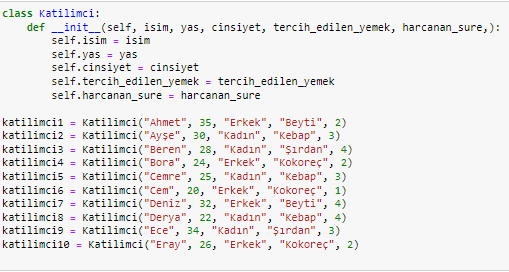 class Katilimci:
    def __init__(self, isim, yas, cinsiyet, tercih_edilen_yemek, harcanan_sure,):
        self.isim = isim
        self.yas = yas
        self.cinsiyet = cinsiyet
        self.tercih_edilen_yemek = tercih_edilen_yemek
        self.harcanan_sure = harcanan_sure
katilimci1 = Katilimci("Ahmet", 35, "Erkek", "Beyti", 2)
katilimci2 = Katilimci("Ayşe", 30, "Kadın", "Kebap", 3)
katilimci3 = Katilimci("Beren", 28, "Kadın", "Şırdan", 4)
katilimci4 = Katilimci("Bora", 24, "Erkek", "Kokoreç", 2)
katilimci5 = Katilimci("Cemre", 25, "Kadın", "Kebap", 3)
katilimci6 = Katilimci("Cem", 20, "Erkek", "Kokoreç", 1)
katilimci7 = Katilimci("Deniz", 32, "Erkek", "Beyti", 4)
katilimci8 = Katilimci("Derya", 22, "Kadın", "Kebap", 4)
katilimci9 = Katilimci("Ece", 34, "Kadın", "Şırdan", 3)
katilimci10 = Katilimci("Eray", 26, "Erkek", "Kokoreç", 2)